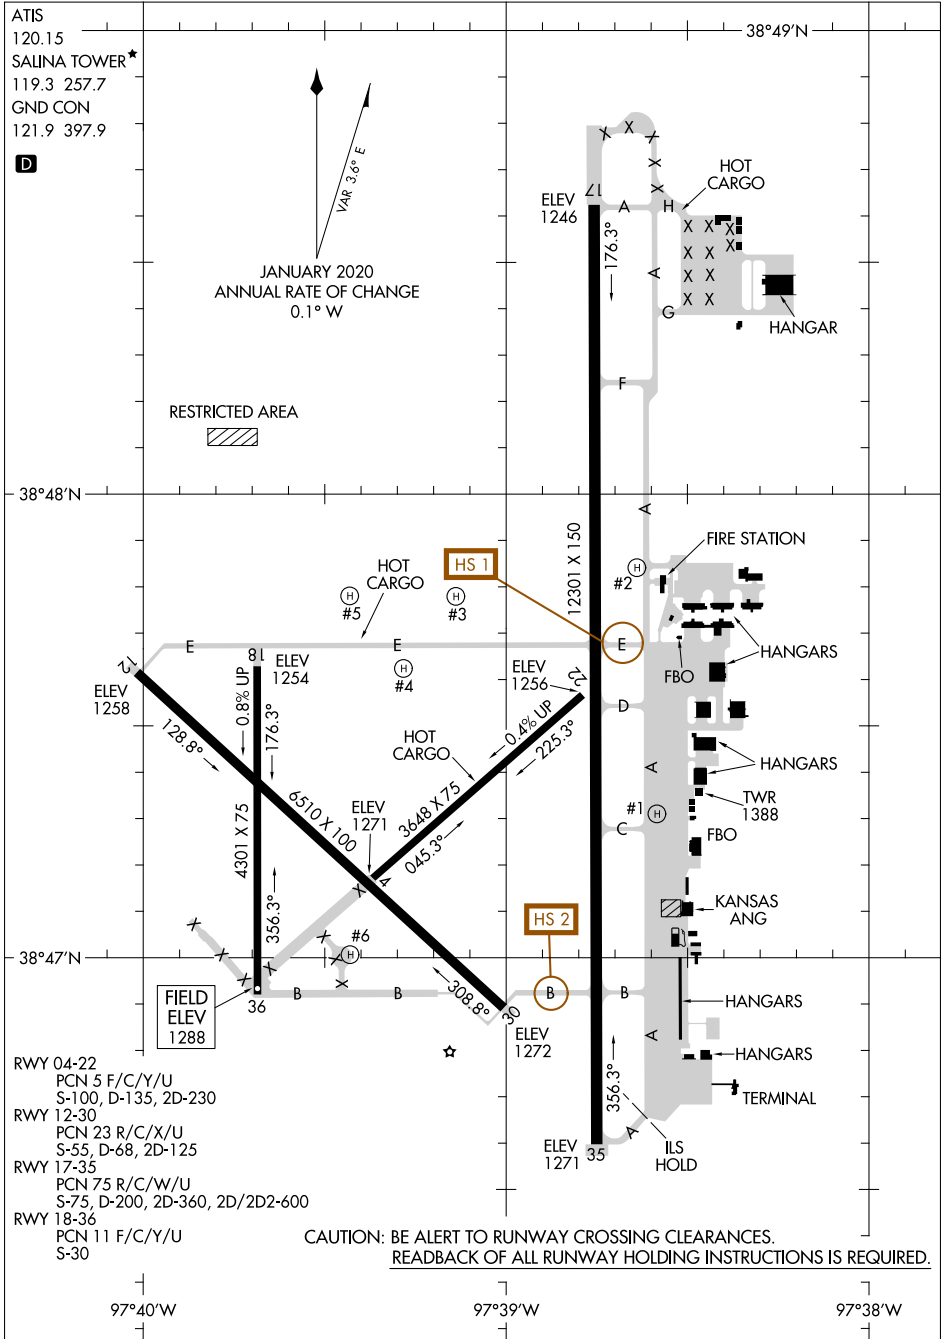 ATIS
120.15
SALINA TOWER
119.3 257.7
GND CON
121.9 397.9
D
38°49'N
VAR 3.6° E
JANUARY 2020
ANNUAL RATE OF CHANGE
0.1° W
X X X
X
X
HOT
CARGO
ELEV
1246
17
A H
176.3°
X X X
X
X X
X X
X X
A
G
HANGAR
F
RESTRICTED AREA
38°48'N
A
12301 X 150
FIRE STATION
HS 1
HOT
CARGO
H
#5
H
#3
H
#2
E
E
E
HANGARS
FBO
12
18
ELEV
1254
H
#4
ELEV
1256
22
ELEV
1258
0.8% UP
176.3°
128.8°
0.4% UP
225.3°
D
HOT
CARGO
A
HANGARS
6510 X 100
ELEV
1271
3648 X 75
045.3°
4301 X 75
#1
H
TWR
1388
C
FBO
4
X
356.3°
KANSAS
ANG
HS 2
X
X
X
X
X
X
X
#6
H
38°47'N
B
B
B
B
308.8°
30
FIELD
ELEV
1288
36
HANGARS
ELEV
1272
A
HANGARS
TERMINAL
356.3°
A
ELEV
1271
35
ILS
HOLD
RWY 04-22
PCN 5 F/C/Y/U
S-100, D-135, 2D-230
RWY 12-30
PCN 23 R/C/X/U
S-55, D-68, 2D-125
RWY 17-35
PCN 75 R/C/W/U
S-75, D-200, 2D-360, 2D/2D2-600
RWY 18-36
PCN 11 F/C/Y/U
S-30
CAUTION: BE ALERT TO RUNWAY CROSSING CLEARANCES.
READBACK OF ALL RUNWAY HOLDING INSTRUCTIONS IS REQUIRED.
97°40'W
97°39'W
97°38'W